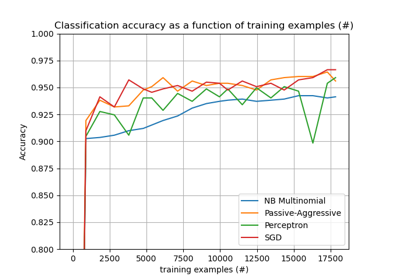 Classification accuracy as a function of training examples (#)
1.000
0.975
0.950
0.925
0.900
0.875
0.850
0.825
0.800
Accuracy
NB Multinomial
Passive-Aggressive
Perceptron
SGD
0 2500 5000 7500 10000 12500 15000 17500
training examples (#)